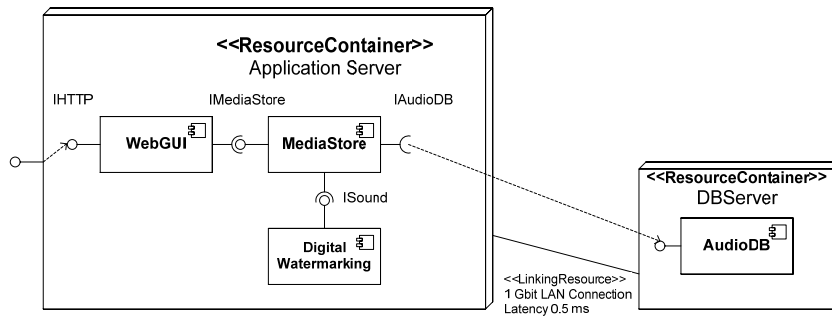 <<ResourceContainer>>
Application Server
IHTTP
IMediaStore
IAudioDB
WebGUI
MediaStore
ISound
Digital
Watermarking
<<ResourceContainer>>
DBServer
AudioDB
<<LinkingResource>>
1 Gbit LAN Connection
Latency 0.5 ms